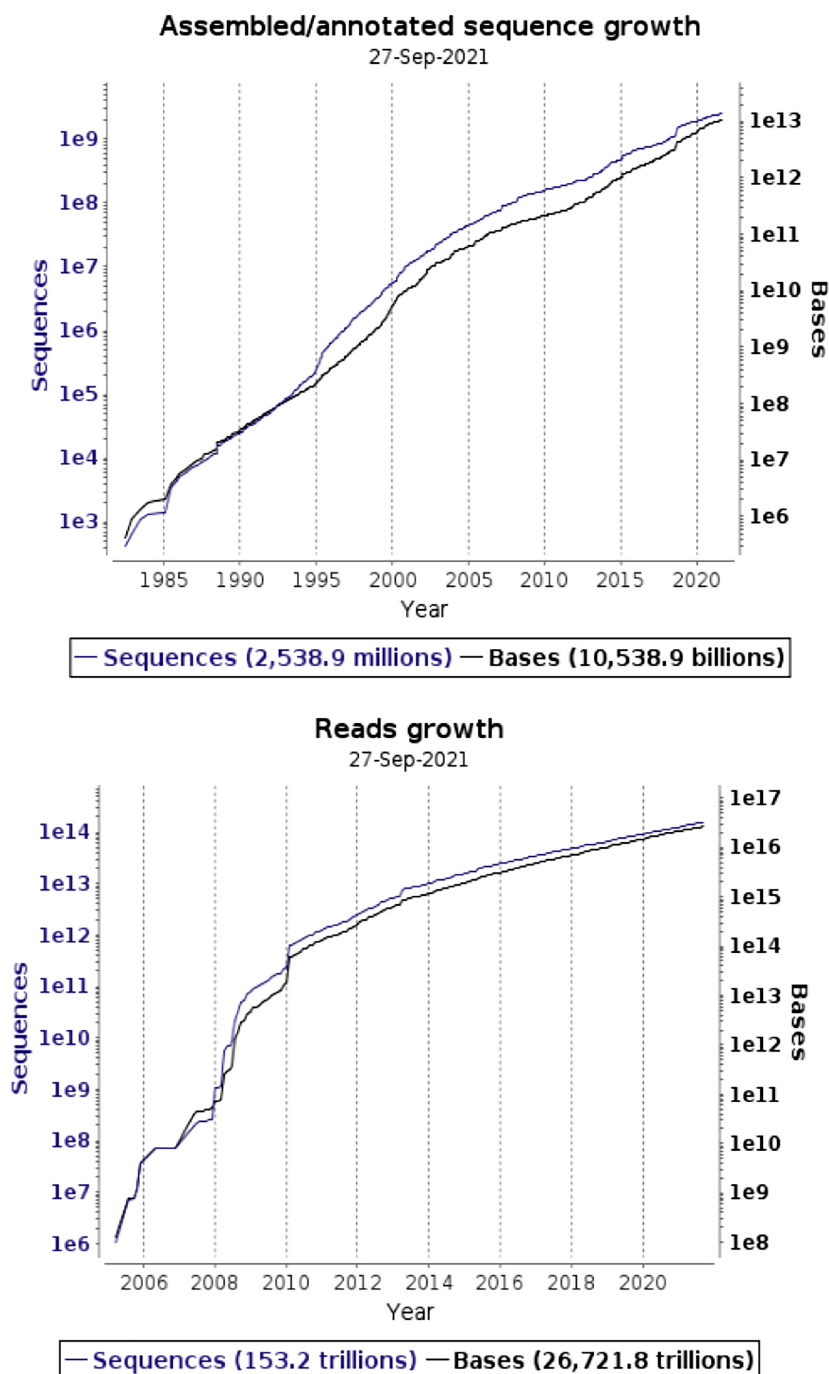 Assembled/annotated sequence growth
27-Sep-2021
Sequences
1e9
1e8
1e7
1e6
1e5
1e4
1e3
1e13
1e12
1e11
1e10
1e9
1e8
1e7
1e6
Bases
1985 1990 1995 2000 2005 2010 2015 2020
Year
Sequences (2,538.9 millions) Bases (10,538.9 billions)
Reads growth
27-Sep-2021
Sequences
1e14
1e13
1e12
1e11
1e10
1e9
1e8
1e7
1e6
1e17
1e16
1e15
1e14
1e13
1e12
1e11
1e10
1e9
1e8
Bases
2006 2008 2010 2012 2014 2016 2018 2020
Year
Sequences (153.2 trillions) Bases (26,721.8 trillions)